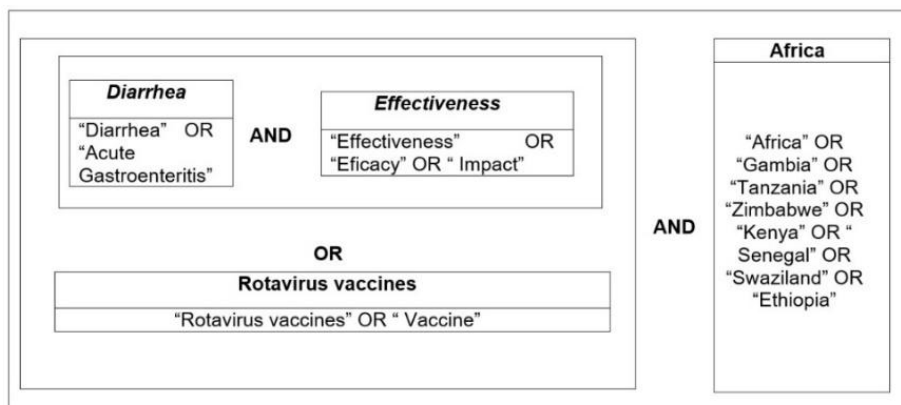 Diarrhea
“Diarrhea” OR
“Acute
Gastroenteritis”
AND
Effectiveness
“Effectiveness” OR
“Eficacy” OR “ Impact”
OR
Rotavirus vaccines
“Rotavirus vaccines” OR “ Vaccine”
AND
Africa
“Africa” OR
“Gambia” OR
“Tanzania” OR
“Zimbabwe” OR
“Kenya” OR “
Senegal” OR
“Swaziland” OR
“Ethiopia”